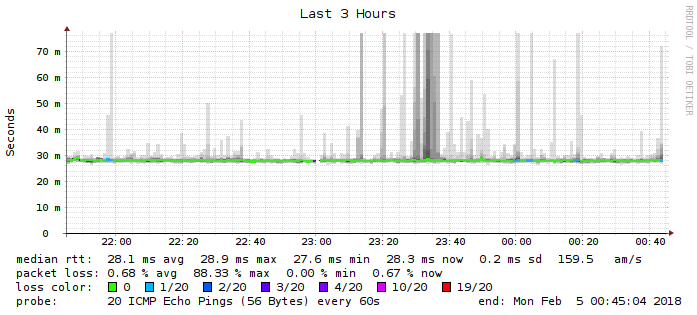 Last 3 Hours
RRDTOOL / TOBI OETIKER
Seconds
70 m
60 m
50 m
40 m
30 m
20 m
10 m
0
22:00 22:20 22:40 23:00 23:20 23:40 00:00 00:20 00:40
median rtt: 28.1 ms avg 28.9 ms max 27.6 ms min 28.3 ms now 0.2 ms sd 159.5 am/s
packet loss: 0.68 % avg 88.33 % max 0.00 % min 0.67 % now
loss color: 0 1/20 2/20 3/20 4/20 10/20 19/20
probe: 20 ICMP Echo Pings (56 Bytes) every 60s end: Mon Feb 5 00:45:04 2018